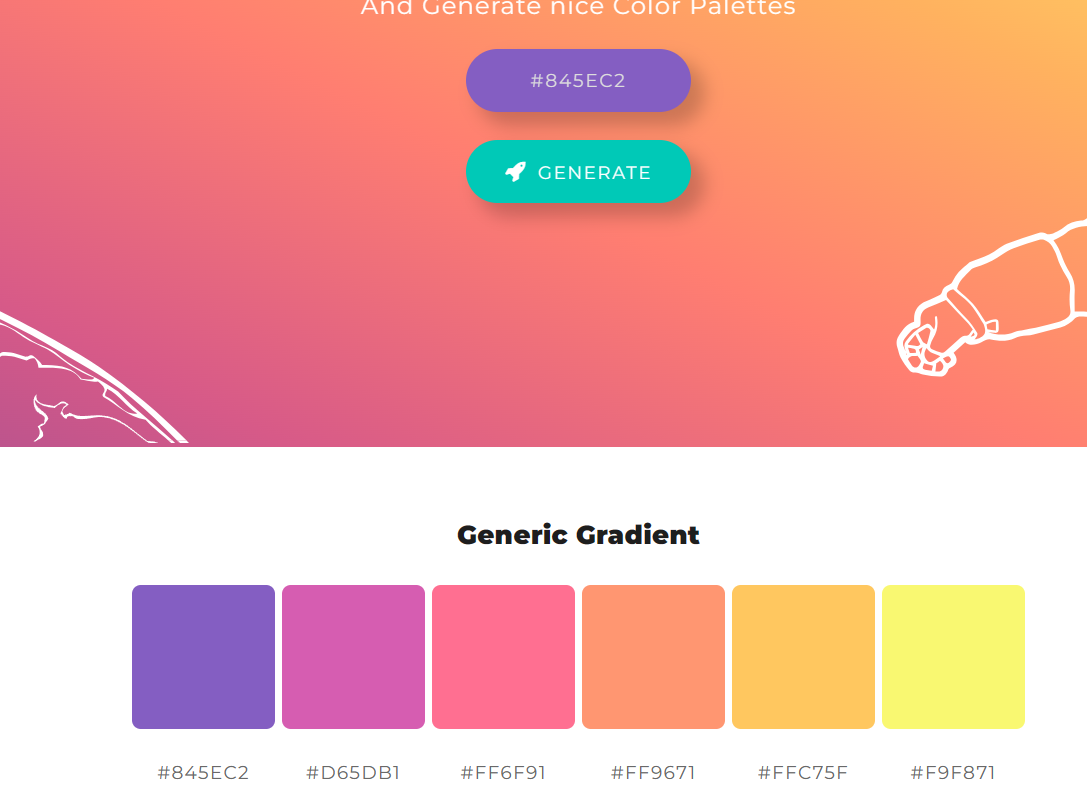 And Generate nice Color Palettes
#845EC2
GENERATE
Generic Gradient
#845EC2 #D65DB1 #FF6F91 #FF9671 #FFC75F #F9F871